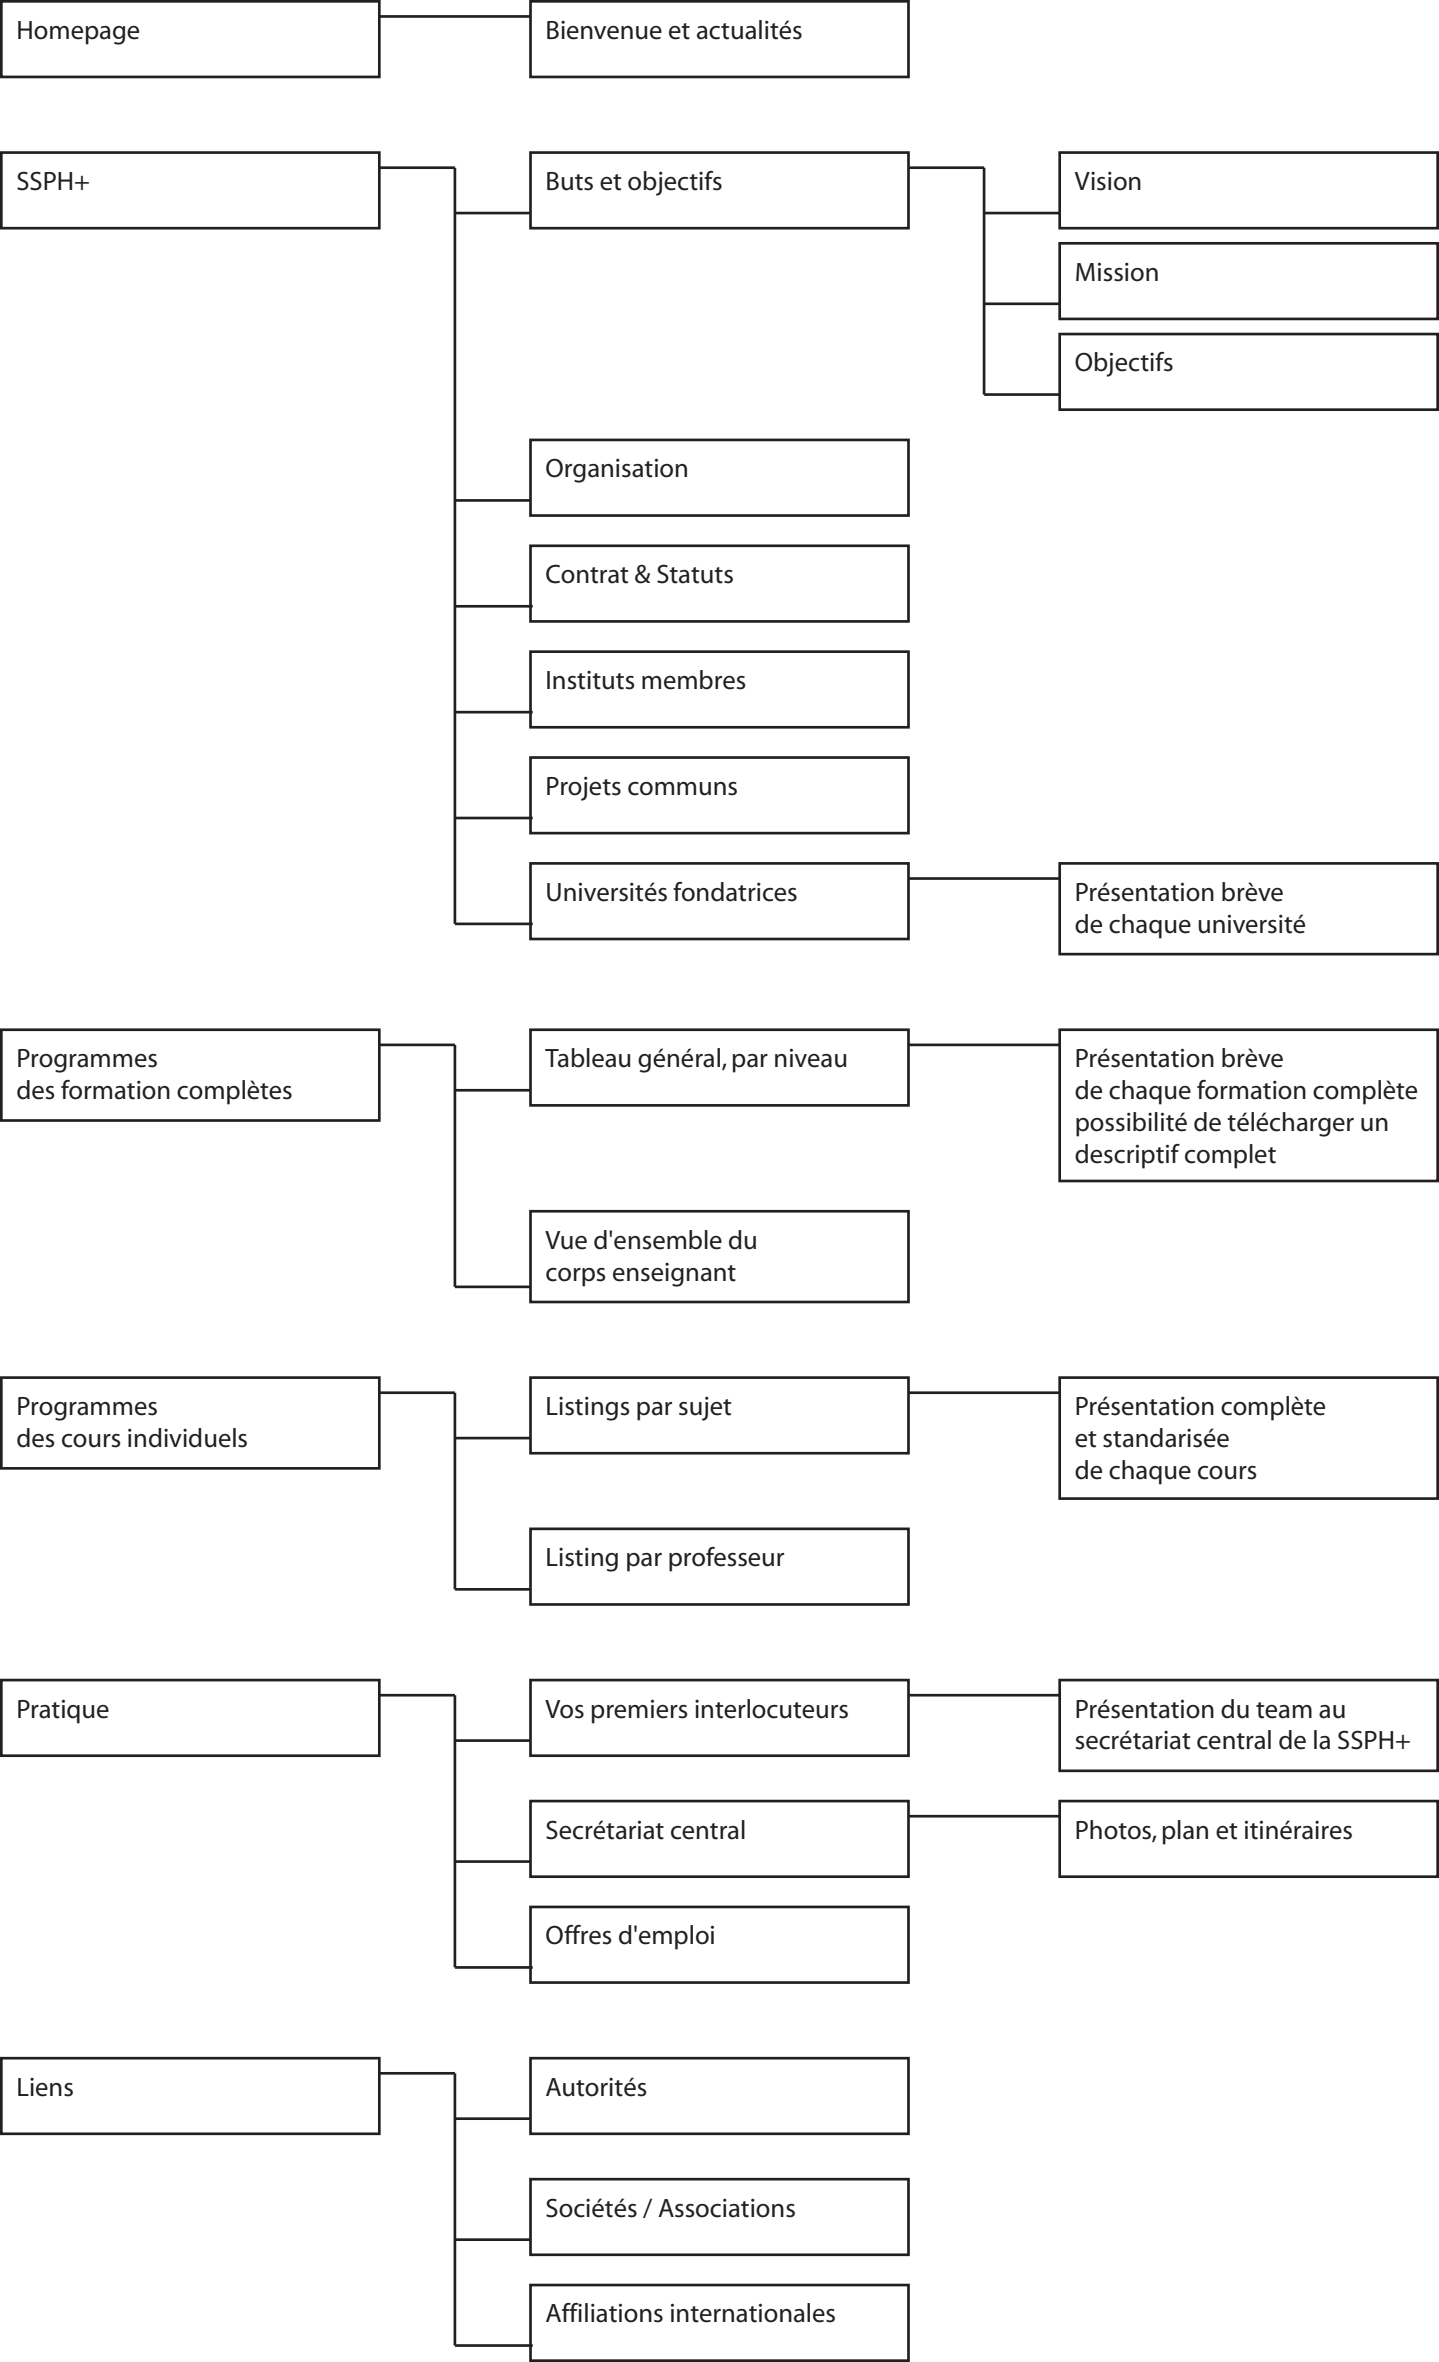 Homepage
Bienvenue et actualités
SSPH+
Buts et objectifs
Vision
Mission
Objectifs
Organisation
Contrat & Statuts
Instituts membres
Projets communs
Universités fondatrices
Présentation brève
de chaque université
Programmes
des formation complètes
Tableau général, par niveau
Présentation brève
de chaque formation complète
possibilité de télécharger un
descriptif complet
Vue d'ensemble du
corps enseignant
Programmes
des cours individuels
Listings par sujet
Présentation complète
et standarisée
de chaque cours
Listing par professeur
Pratique
Vos premiers interlocuteurs
Présentation du team au
secrétariat central de la SSPH+
Secrétariat central
Photos, plan et itinéraires
Offres d'emploi
Liens
Autorités
Sociétés / Associations
Affiliations internationales